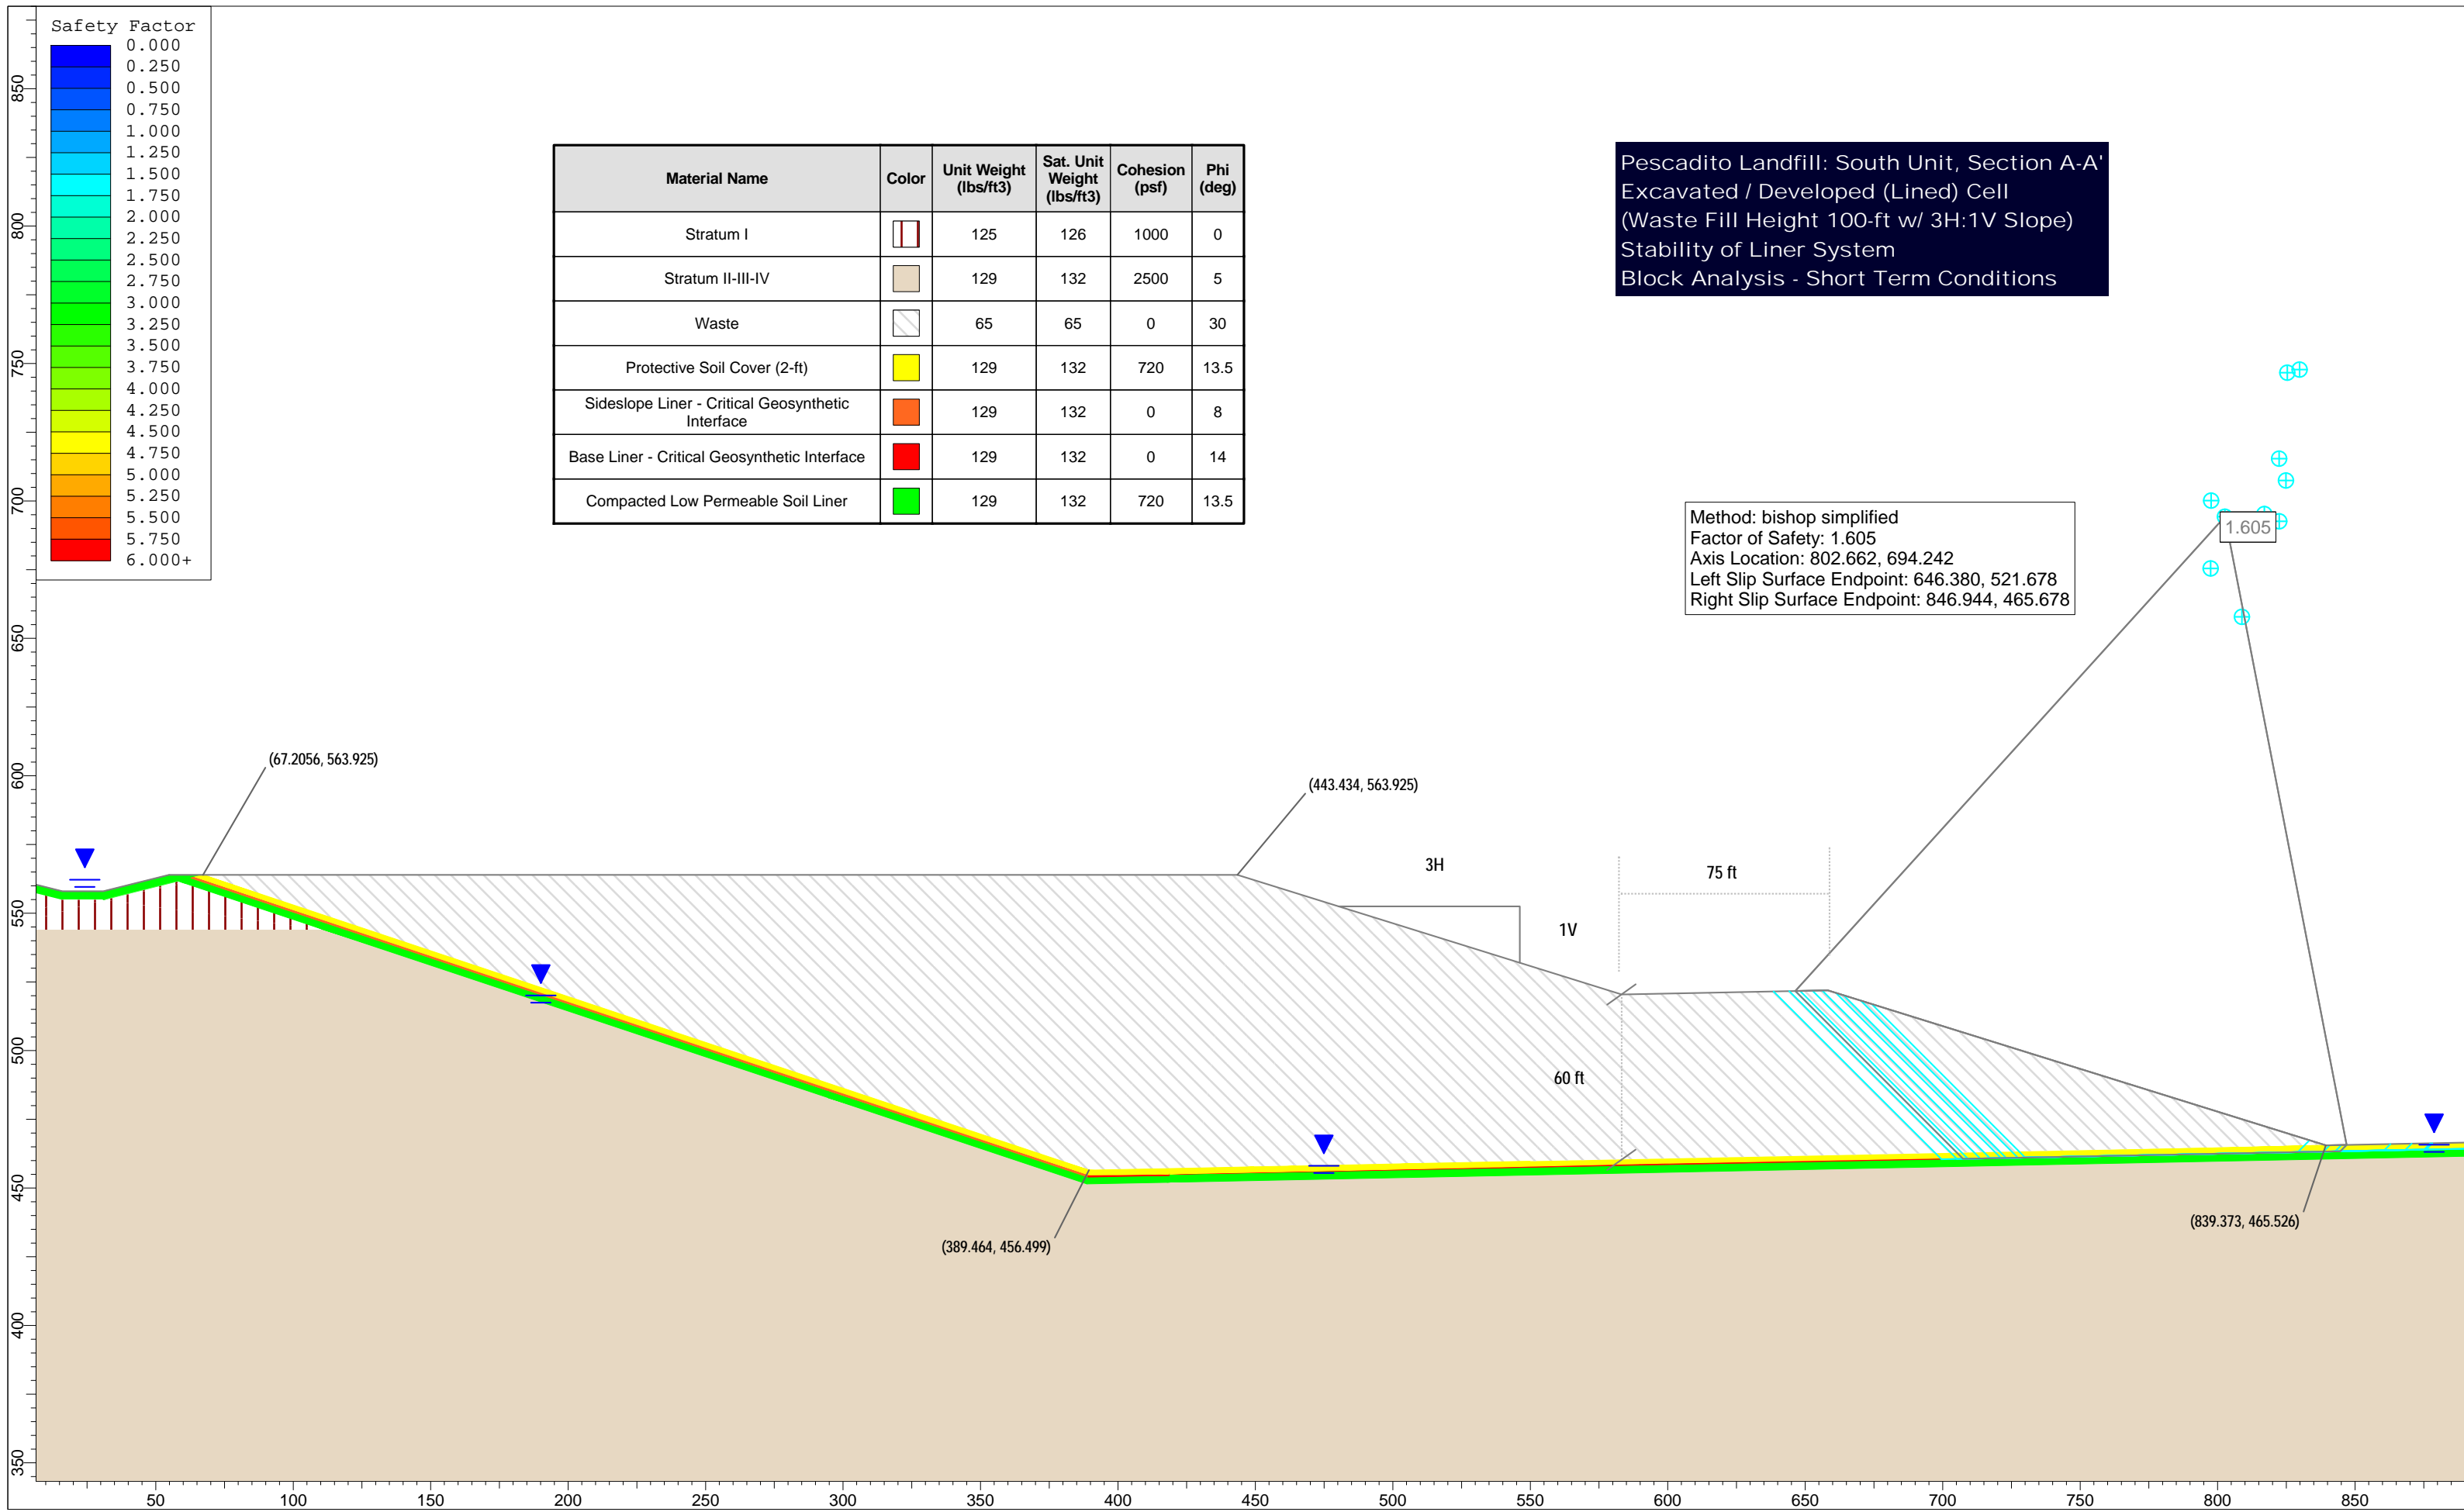 Safety Factor
0.000
0.250
0.500
0.750
1.000
1.250
1.500
1.750
2.000
2.250
2.500
2.750
3.000
3.250
3.500
3.750
4.000
4.250
4.500
4.750
5.000
5.250
5.500
5.750
6.000+
Material Name Color Unit Weight (lbs/ft3) Sat. Unit Weight (lbs/ft3) Cohesion (psf) Phi (deg)
Stratum I 125 126 1000 0
Stratum II-III-IV 129 132 2500 5
Waste 65 65 0 30
Protective Soil Cover (2-ft) 129 132 720 13.5
Sideslope Liner - Critical Geosynthetic Interface 129 132 0 8
Base Liner - Critical Geosynthetic Interface 129 132 0 14
Compacted Low Permeable Soil Liner 129 132 720 13.5
Pescadito Landfill: South Unit, Section A-A'
Excavated / Developed (Lined) Cell
(Waste Fill Height 100-ft w/ 3H:1V Slope)
Stability of Liner System
Block Analysis - Short Term Conditions
Method: bishop simplified
Factor of Safety: 1.605
Axis Location: 802.662, 694.242
Left Slip Surface Endpoint: 646.380, 521.678
Right Slip Surface Endpoint: 846.944, 465.678
1.605
(67.2056, 563.925)
(443.434, 563.925)
3H
1V
75 ft
60 ft
(389.464, 456.499)
(839.373, 465.526)
850
800
750
700
650
600
550
500
450
400
350
50 100 150 200 250 300 350 400 450 500 550 600 650 700 750 800 850